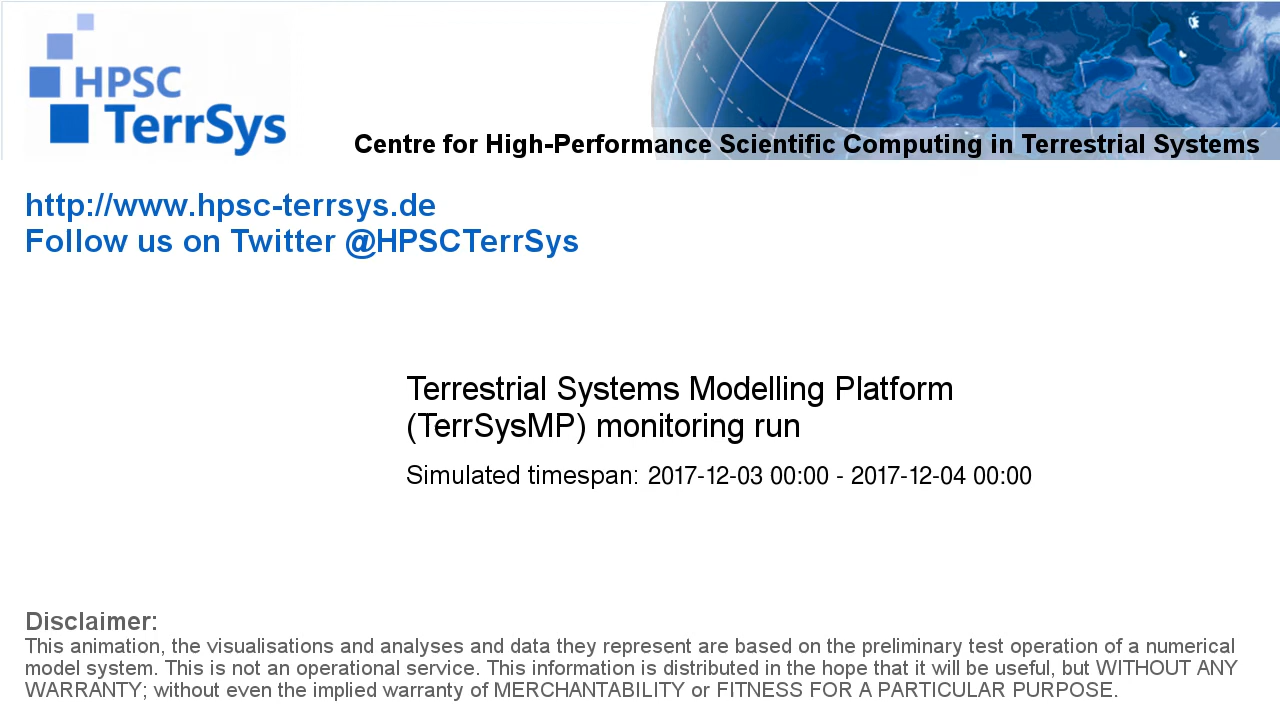 HPSC
TerrSys
Centre for High-Performance Scientific Computing in Terrestrial Systems
http://www.hpsc-terrsys.de
Follow us on Twitter @HPSCTerrSys
Terrestrial Systems Modelling Platform
(TerrSysMP) monitoring run
Simulated timespan: 2017-12-03 00:00 - 2017-12-04 00:00
Disclaimer:
This animation, the visualisations and analyses and data they represent are based on the preliminary test operation of a numerical
model system. This is not an operational service. This information is distributed in the hope that it will be useful, but WITHOUT ANY
WARRANTY; without even the implied warranty of MERCHANTABILITY or FITNESS FOR A PARTICULAR PURPOSE.